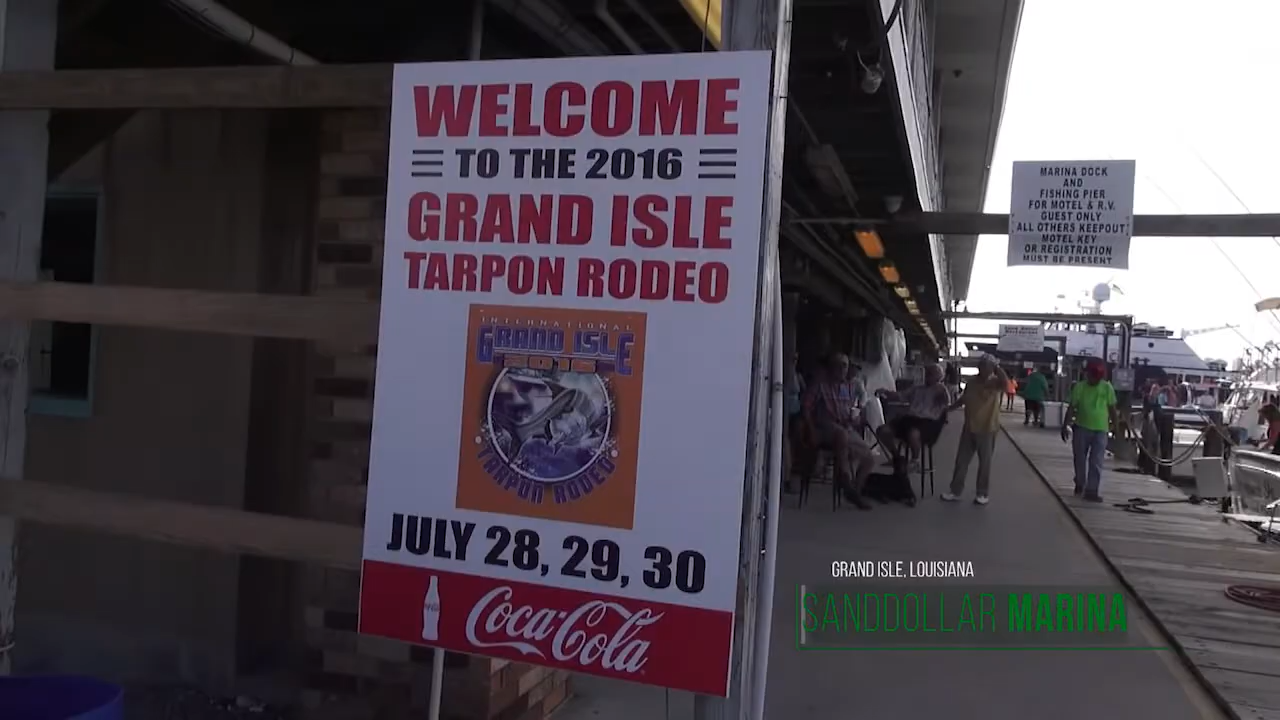 WELCOME
TO THE 2016
GRAND ISLE
TARPON RODEO
INTERNATIONAL
GRAND ISLE
2016
TARPON RODEO
JULY 28, 29, 30
Coca-Cola
MARINA DOCK
AND
FISHING PIER
FOR MOTEL & R.V.
GUEST ONLY
ALL OTHERS KEEPOUT
MOTEL KEY
OR REGISTRATION
MUST BE PRESENT
GRAND ISLE, LOUISIANA
SANDDOLLAR MARINA